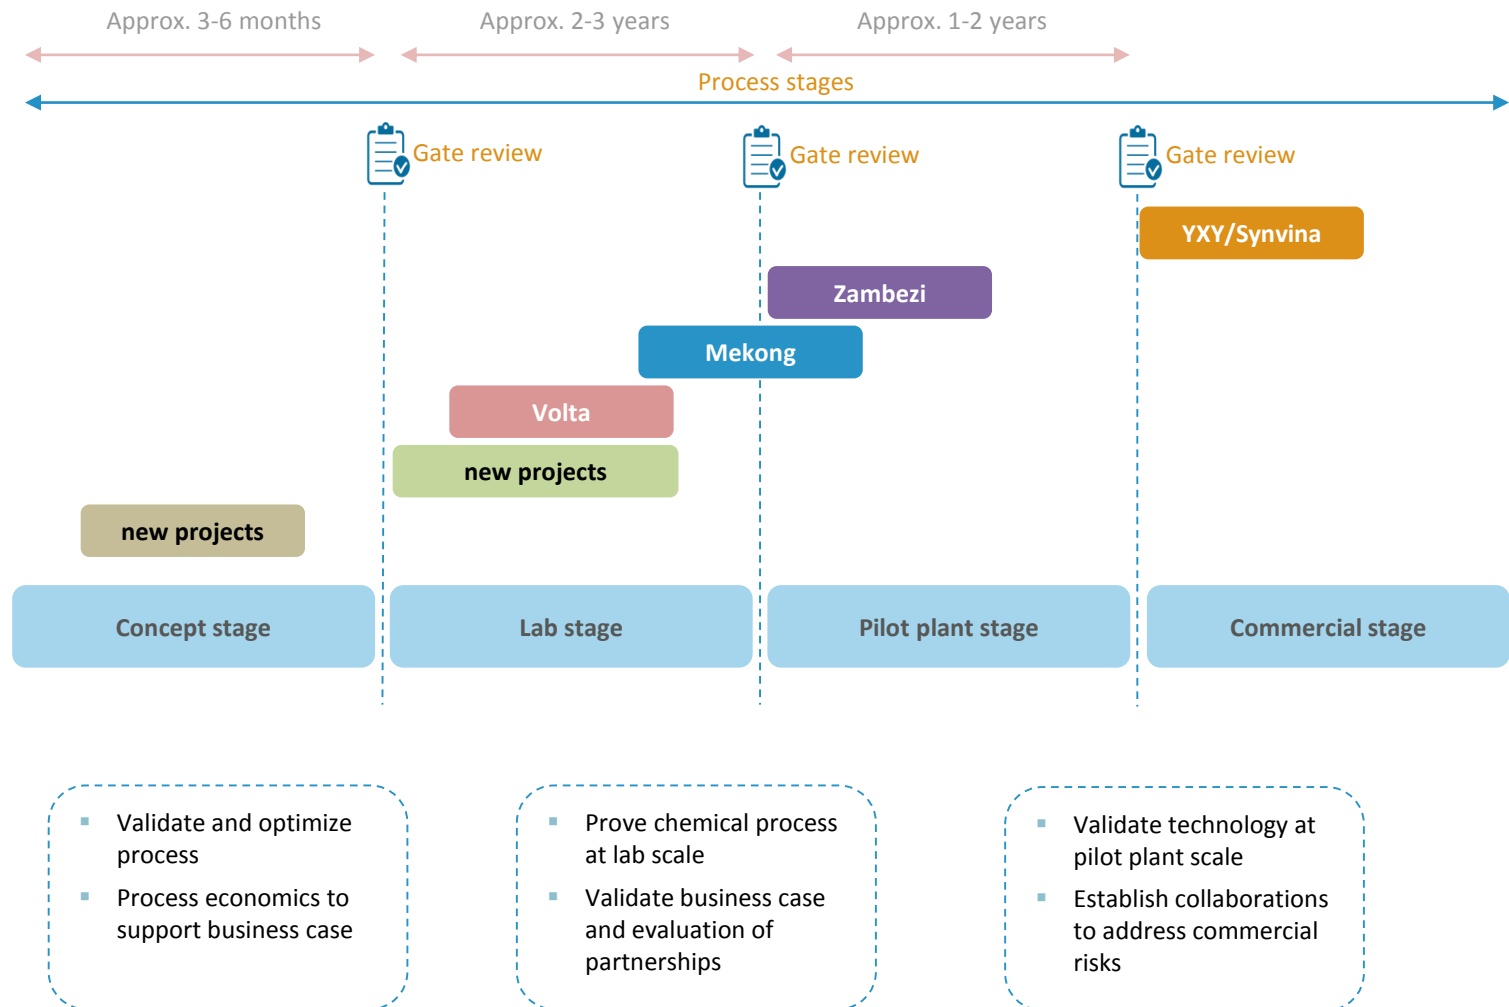 Approx. 3-6 months
Approx. 2-3 years
Approx. 1-2 years
Process stages
Gate review
Gate review
Gate review
YXY/Synvina
Zambezi
Mekong
Volta
new projects
new projects
Concept stage
Lab stage
Pilot plant stage
Commercial stage
▪ Validate and optimize
process
▪ Process economics to
support business case
▪ Prove chemical process
at lab scale
▪ Validate business case
and evaluation of
partnerships
▪ Validate technology at
pilot plant scale
▪ Establish collaborations
to address commercial
risks